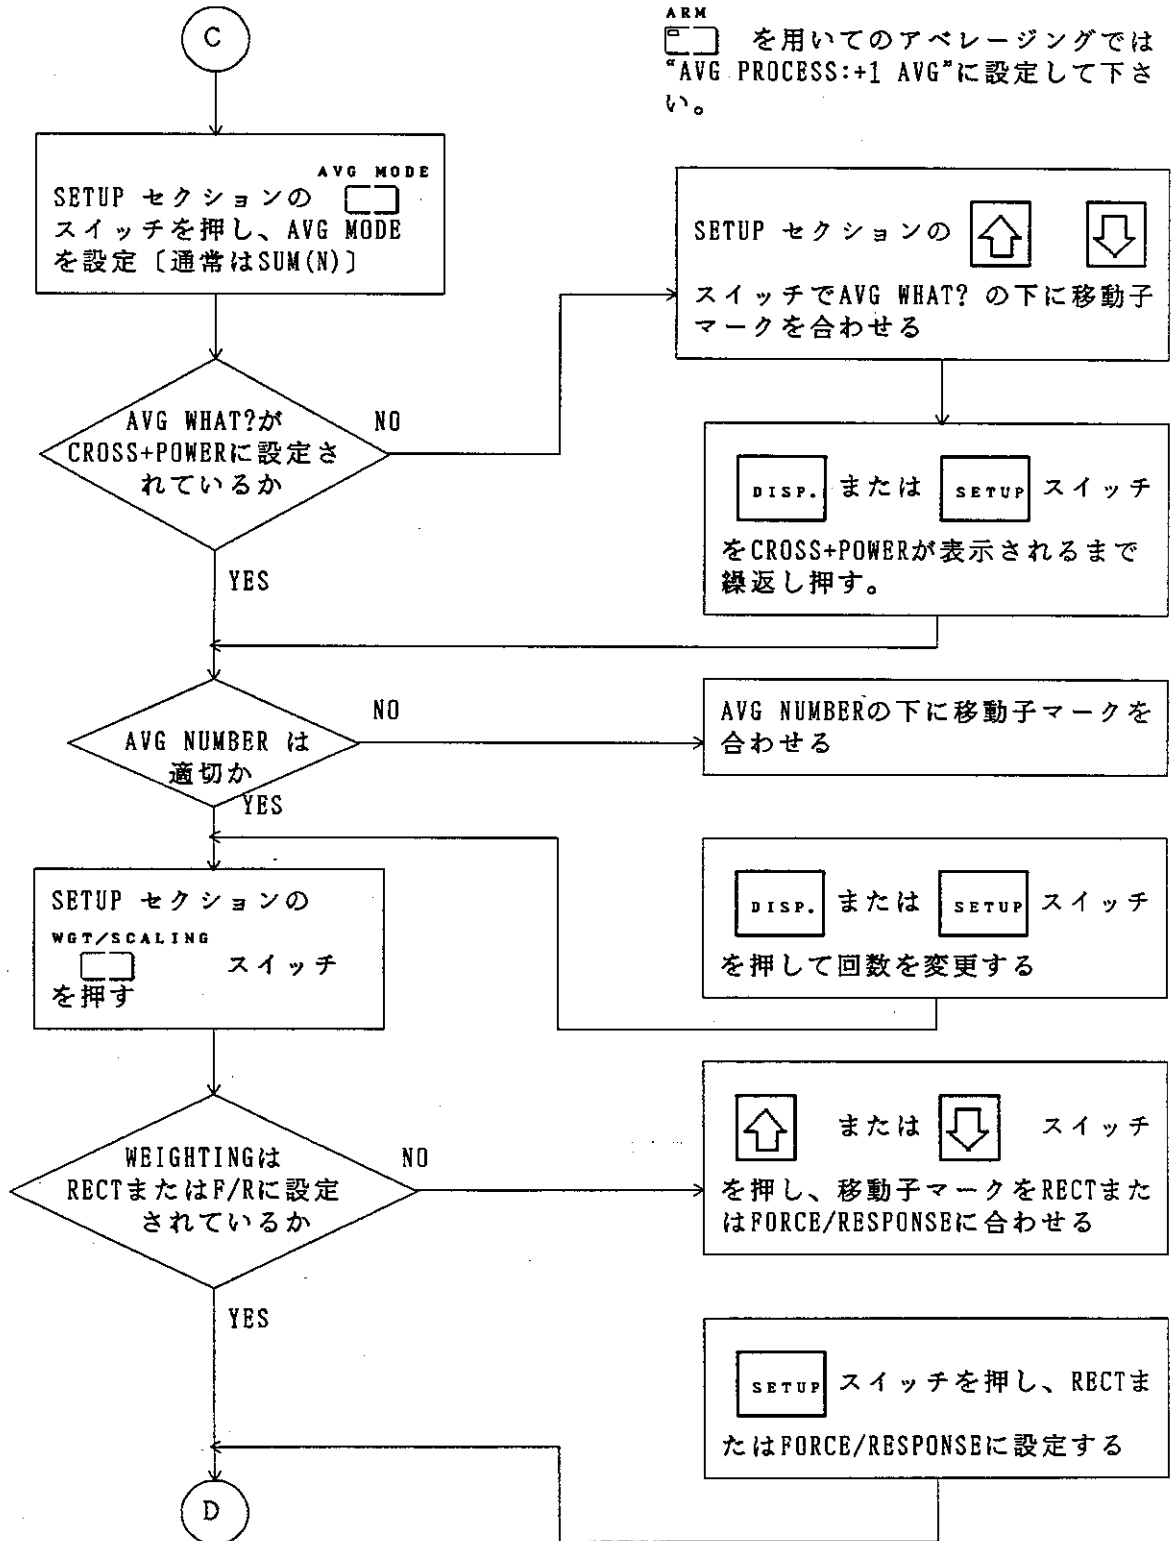 C
ARM
を用いてのアベレージングでは
"AVG PROCESS:+1 AVG"に設定して下さ
い。
AVG MODE
SETUP セクションの
スイッチを押し、AVG MODE
を設定〔通常はSUM(N)〕
SETUP セクションの
スイッチでAVG WHAT? の下に移動子
マークを合わせる
AVG WHAT?が
CROSS+POWERに設定さ
れているか
NO
YES
DISP. または SETUP スイッチ
をCROSS+POWERが表示されるまで
繰返し押す。
AVG NUMBER は
適切か
NO
YES
AVG NUMBERの下に移動子マークを
合わせる
DISP. または SETUP スイッチ
を押して回数を変更する
SETUP セクションの
WGT/SCALING
スイッチ
を押す
WEIGHTINGは
RECTまたはF/Rに設定
されているか
NO
YES
または スイッチ
を押し、移動子マークをRECTまた
はFORCE/RESPONSEに合わせる
SETUP スイッチを押し、RECTま
たはFORCE/RESPONSEに設定する
D